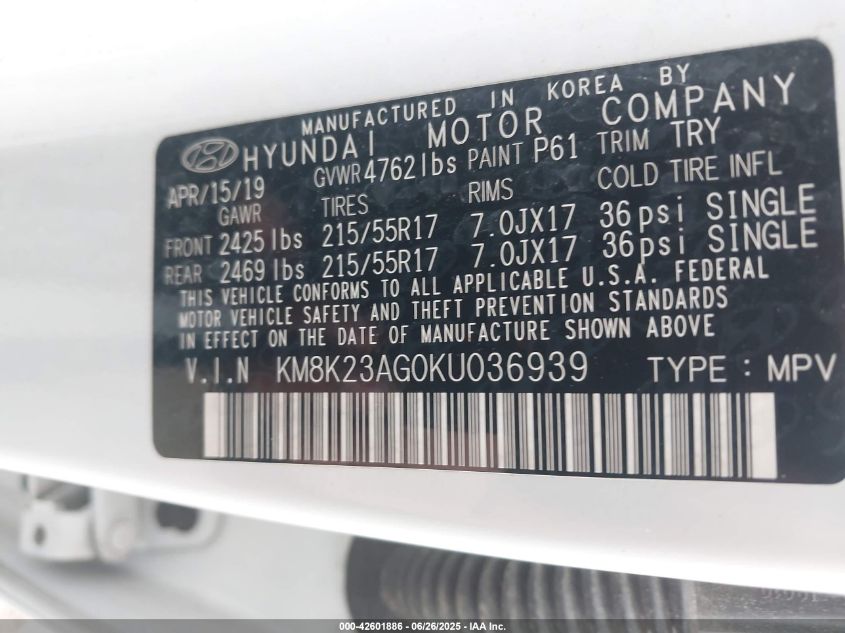 MANUFACTURED IN KOREA BY
HYUNDAI MOTOR COMPANY
APR/15/19 GVWR 4762 lbs PAINT P61 TRIM TRY
GAWR TIRES RIMS COLD TIRE INFL
FRONT 2425 lbs 215/55R17 7.0JX17 36psi SINGLE
REAR 2469 lbs 215/55R17 7.0JX17 36psi SINGLE
THIS VEHICLE CONFORMS TO ALL APPLICABLE U.S.A. FEDERAL
MOTOR VEHICLE SAFETY AND THEFT PREVENTION STANDARDS
IN EFFECT ON THE DATE OF MANUFACTURE SHOWN ABOVE
V.I.N KM8K23AG0KU036939 TYPE : MPV
000-42601886 - 06/26/2025 - © IAA Inc.